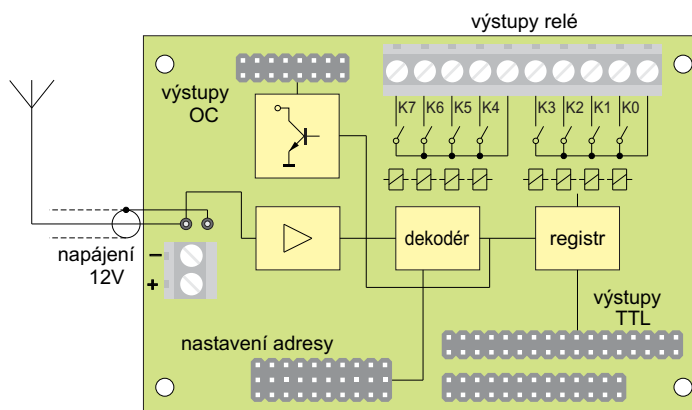 výstupy relé
výstupy
OC
K7 K6 K5 K4 K3 K2 K1 K0
napájení
12V
–
+
dekodér
registr
výstupy
TTL
nastavení adresy